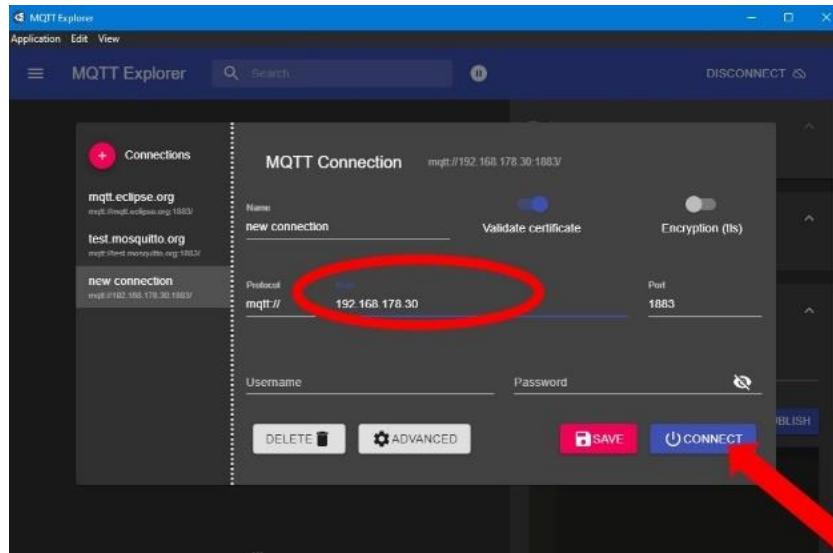 MQTT Explorer
Application Edit View
MQTT Explorer
Search
DISCONNECT
Connections
mqtt.eclipse.org
mqtt://mqtt.eclipse.org:1883/
test.mosquitto.org
mqtt://test.mosquitto.org:1883/
new connection
mqtt://192.168.178.30:1883/
MQTT Connection mqtt://192.168.178.30:1883/
Name
new connection
Validate certificate
Encryption (tls)
Protocol
Host
Port
mqtt://
192.168.178.30
1883
Username
Password
DELETE
ADVANCED
SAVE
CONNECT